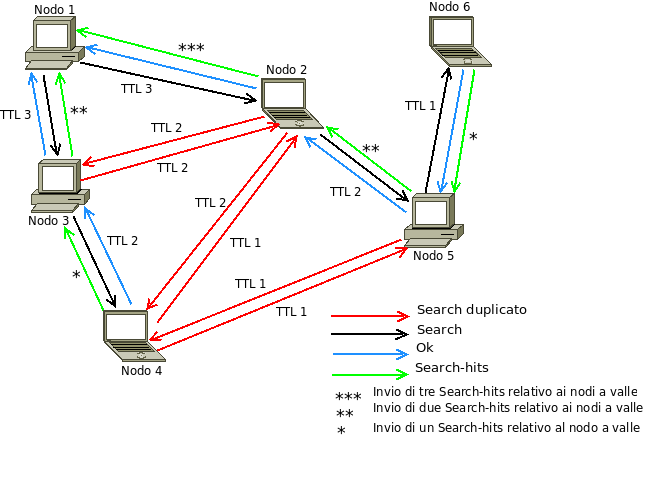 Nodo 1
Nodo 6
***
Nodo 2
TTL 3
TTL 1
TTL 3
**
TTL 2
*
**
TTL 2
TTL 2
TTL 2
Nodo 3
TTL 2
TTL 1
Nodo 5
*
TTL 1
TTL 1
Nodo 4
Search duplicato
Search
Ok
Search-hits
*** Invio di tre Search-hits relativo ai nodi a valle
** Invio di due Search-hits relativo ai nodi a valle
* Invio di un Search-hits relativo al nodo a valle